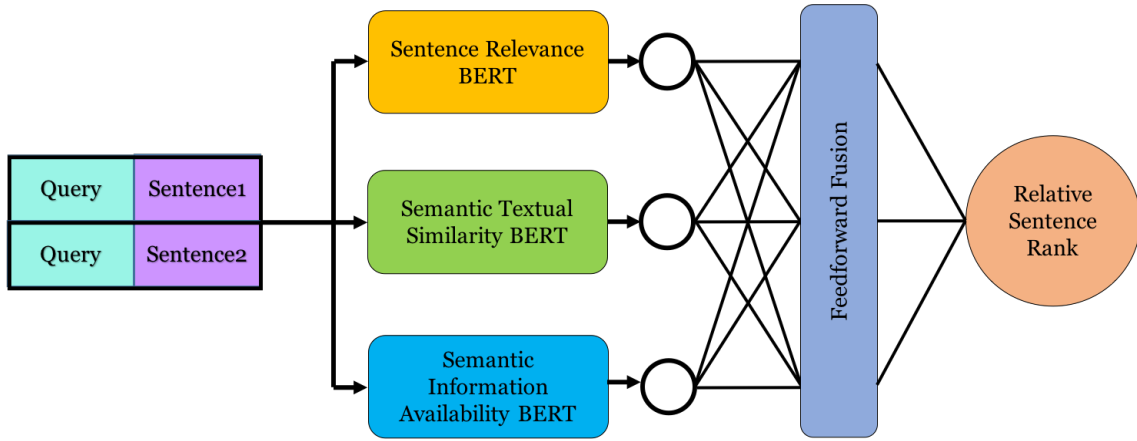 Query Sentence1
Query Sentence2
Sentence Relevance
BERT
Semantic Textual
Similarity BERT
Semantic
Information
Availability BERT
Feedforward Fusion
Relative
Sentence
Rank